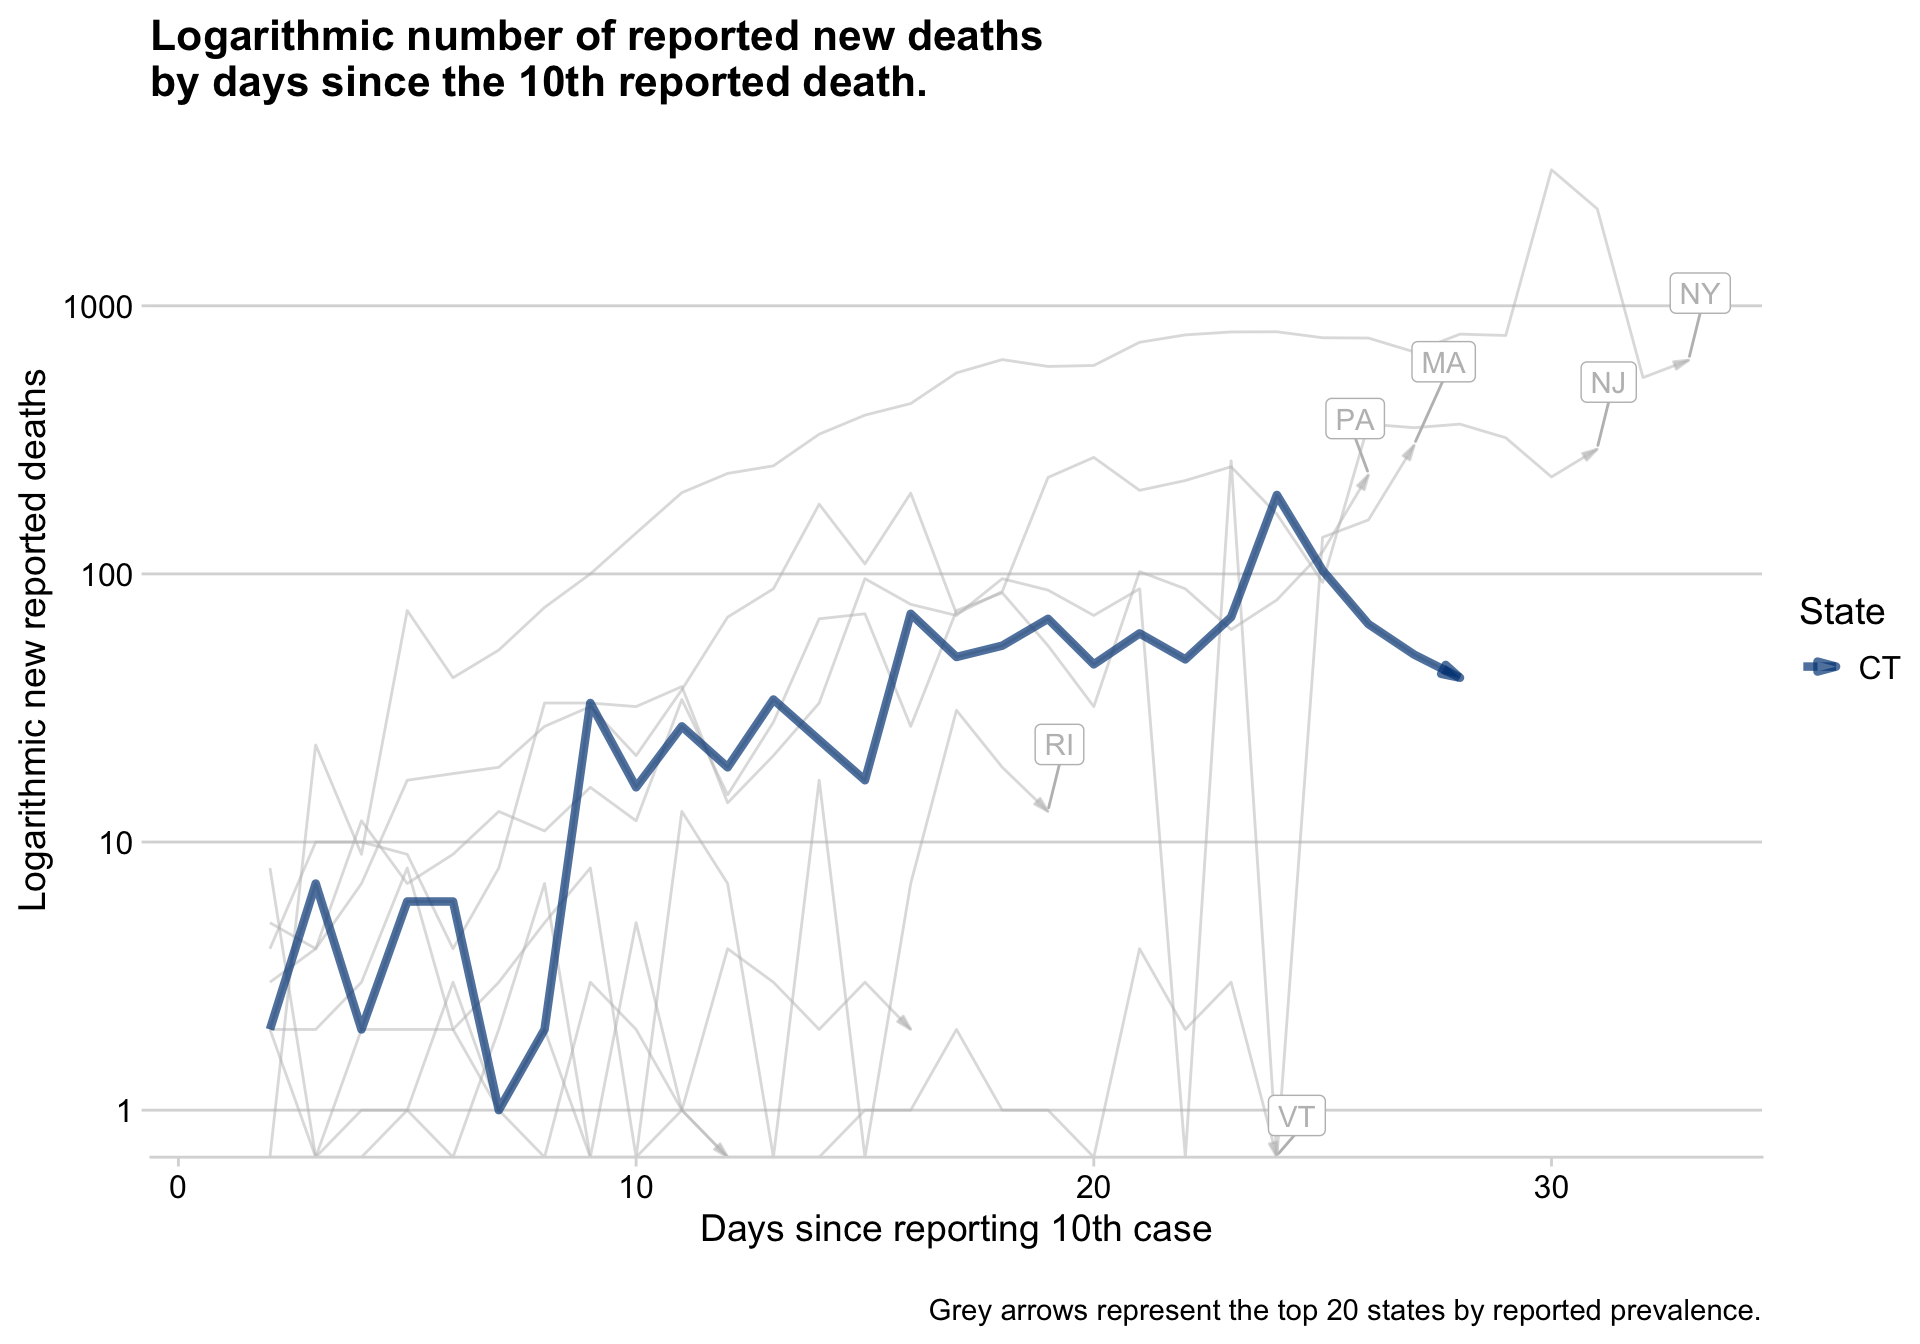 Logarithmic number of reported new deaths
by days since the 10th reported death.
Logarithmic new reported deaths
1000
100
10
1
NY
MA
NJ
PA
RI
VT
State
CT
0 10 20 30
Days since reporting 10th case
Grey arrows represent the top 20 states by reported prevalence.